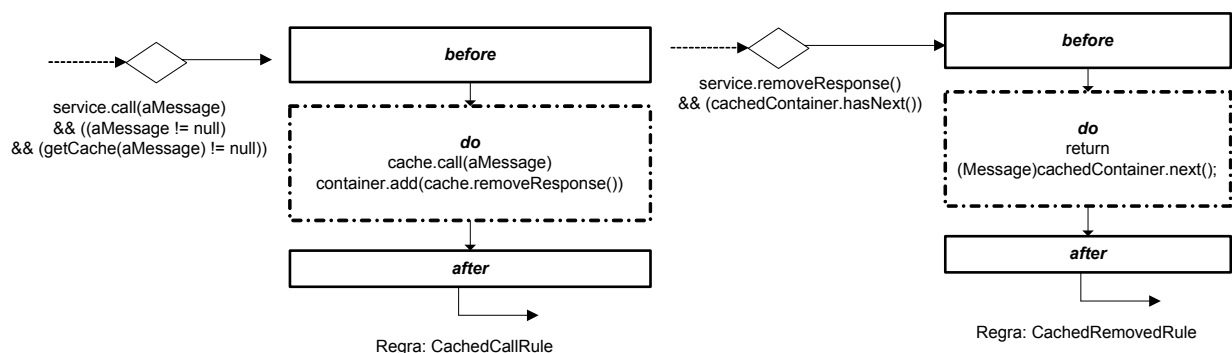 before
service.call(aMessage)
&& ((aMessage != null)
&& (getCache(aMessage) != null))
do
cache.call(aMessage)
container.add(cache.removeResponse())
after
Regra: CachedCallRule
before
service.removeResponse()
&& (cachedContainer.hasNext())
do
return
(Message)cachedContainer.next();
after
Regra: CachedRemovedRule